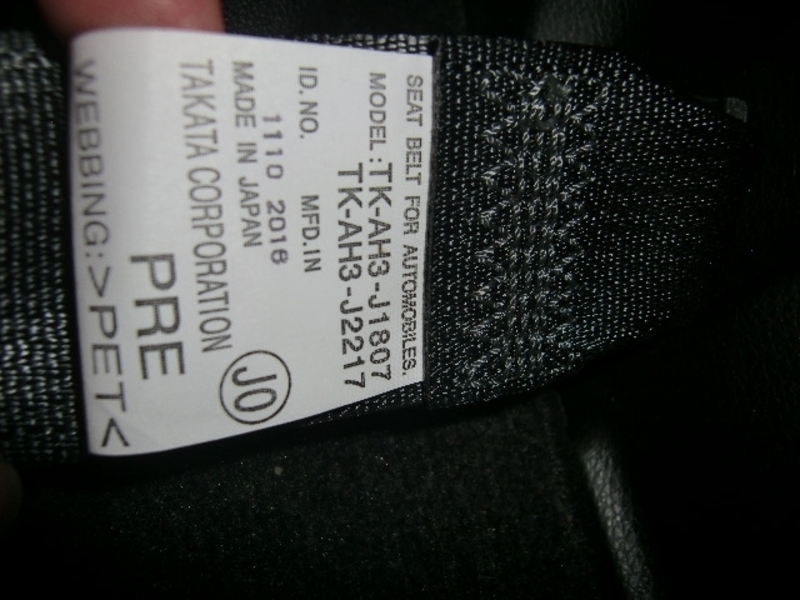 SEAT BELT FOR AUTOMOBILES.
MODEL:TK-AH3-J1807
TK-AH3-J2217
ID.NO. MFD.IN
1110 2016
MADE IN JAPAN
TAKATA CORPORATION
J0
PRE
WEBBING:>PET<